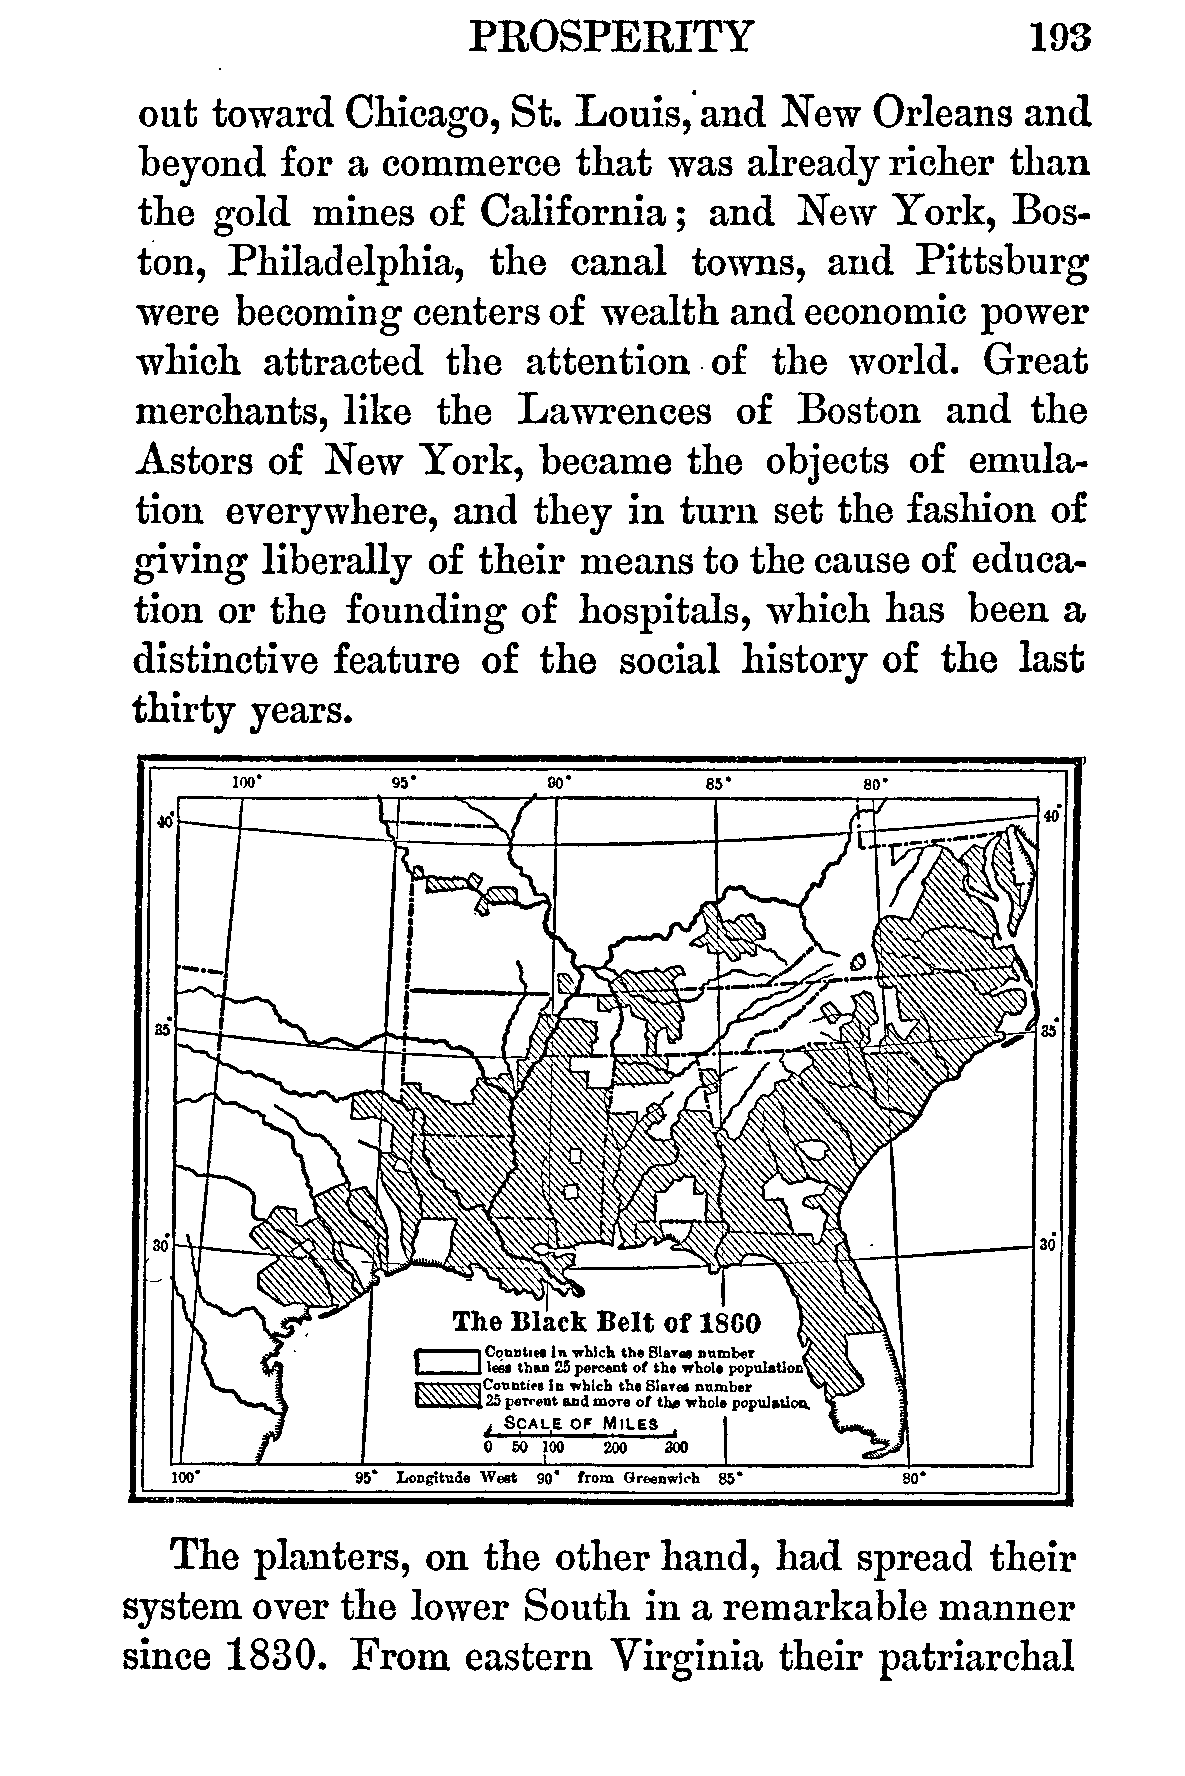 PROSPERITY 193
out toward Chicago, St. Louis, and New Orleans and
beyond for a commerce that was already richer than
the gold mines of California; and New York, Bos-
ton, Philadelphia, the canal towns, and Pittsburg
were becoming centers of wealth and economic power
which attracted the attention of the world. Great
merchants, like the Lawrences of Boston and the
Astors of New York, became the objects of emula-
tion everywhere, and they in turn set the fashion of
giving liberally of their means to the cause of educa-
tion or the founding of hospitals, which has been a
distinctive feature of the social history of the last
thirty years.
100° 95° 90° 85° 80°
40° 40°
35° 35°
30° 30°
The Black Belt of 1860
Counties in which the Slaves number
less than 25 percent of the whole population
Counties in which the Slaves number
25 percent and more of the whole population.
SCALE OF MILES
0 50 100 200 300
100° 95° Longitude West 90° from Greenwich 85° 80°
The planters, on the other hand, had spread their
system over the lower South in a remarkable manner
since 1830. From eastern Virginia their patriarchal